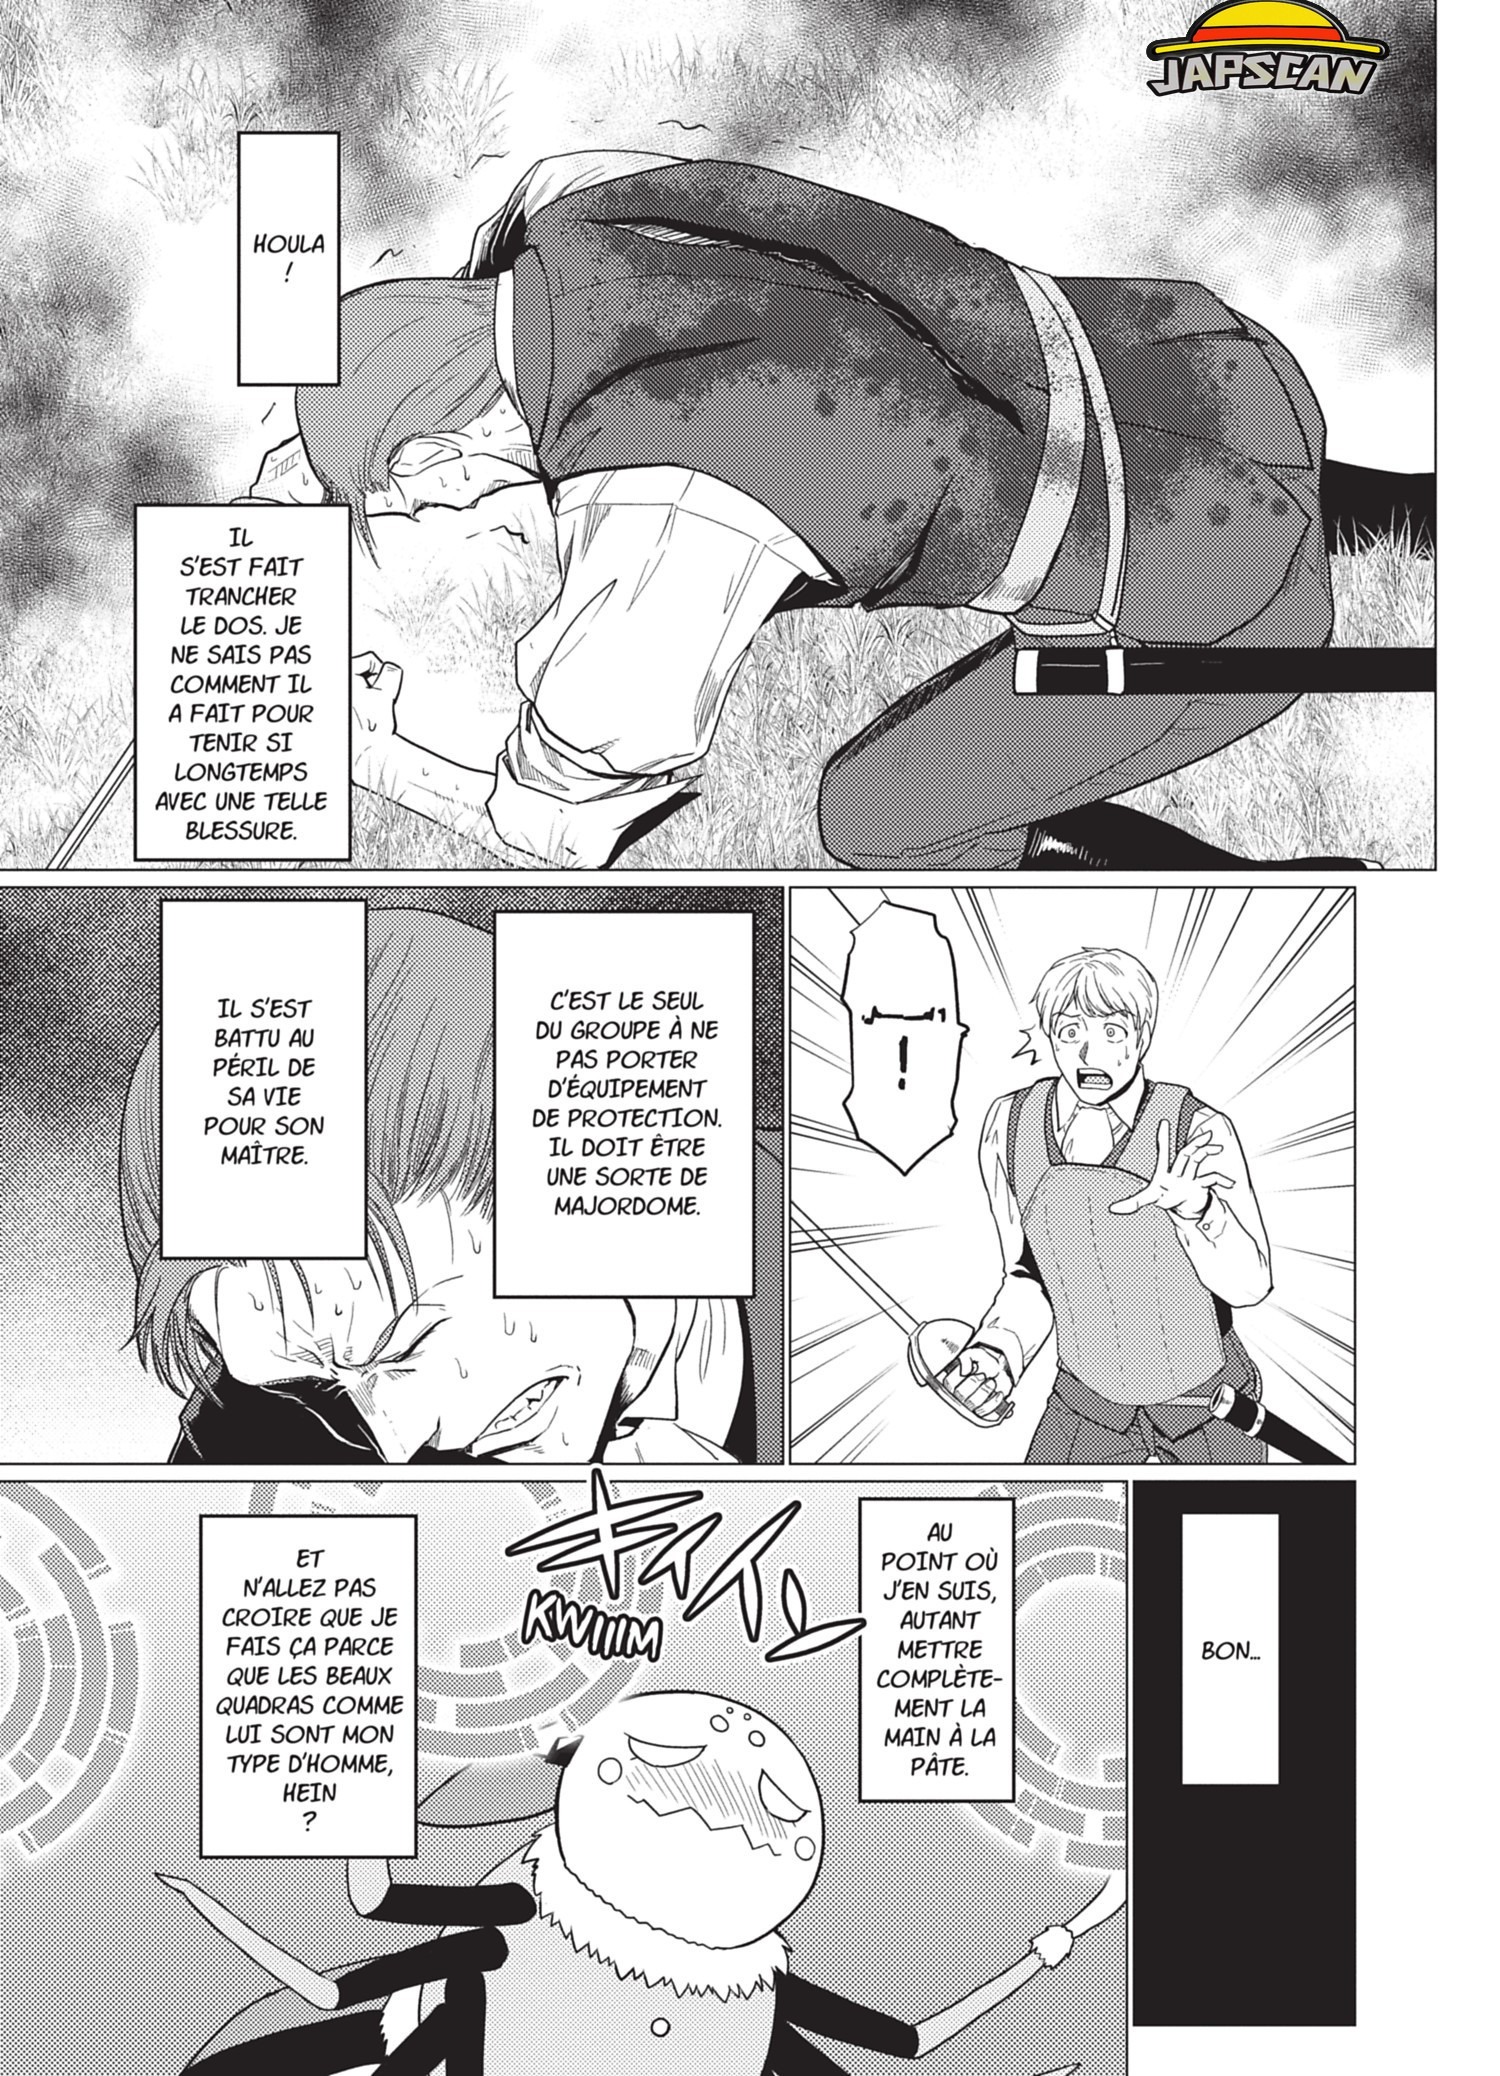 JAPSCAN
HOULA
!
IL
S'EST FAIT
TRANCHER
LE DOS. JE
NE SAIS PAS
COMMENT IL
A FAIT POUR
TENIR SI
LONGTEMPS
AVEC UNE TELLE
BLESSURE.
!
C'EST LE SEUL
DU GROUPE À NE
PAS PORTER
D'ÉQUIPEMENT
DE PROTECTION.
IL DOIT ÊTRE
UNE SORTE DE
MAJORDOME.
IL S'EST
BATTU AU
PÉRIL DE
SA VIE
POUR SON
MAÎTRE.
BON...
AU
POINT OÙ
J'EN SUIS,
AUTANT
METTRE
COMPLÈTE-
MENT LA
MAIN À LA
PÂTE.
キィィン
KWIIIM
ET
N'ALLEZ PAS
CROIRE QUE JE
FAIS ÇA PARCE
QUE LES BEAUX
QUADRAS COMME
LUI SONT MON
TYPE D'HOMME,
HEIN
?